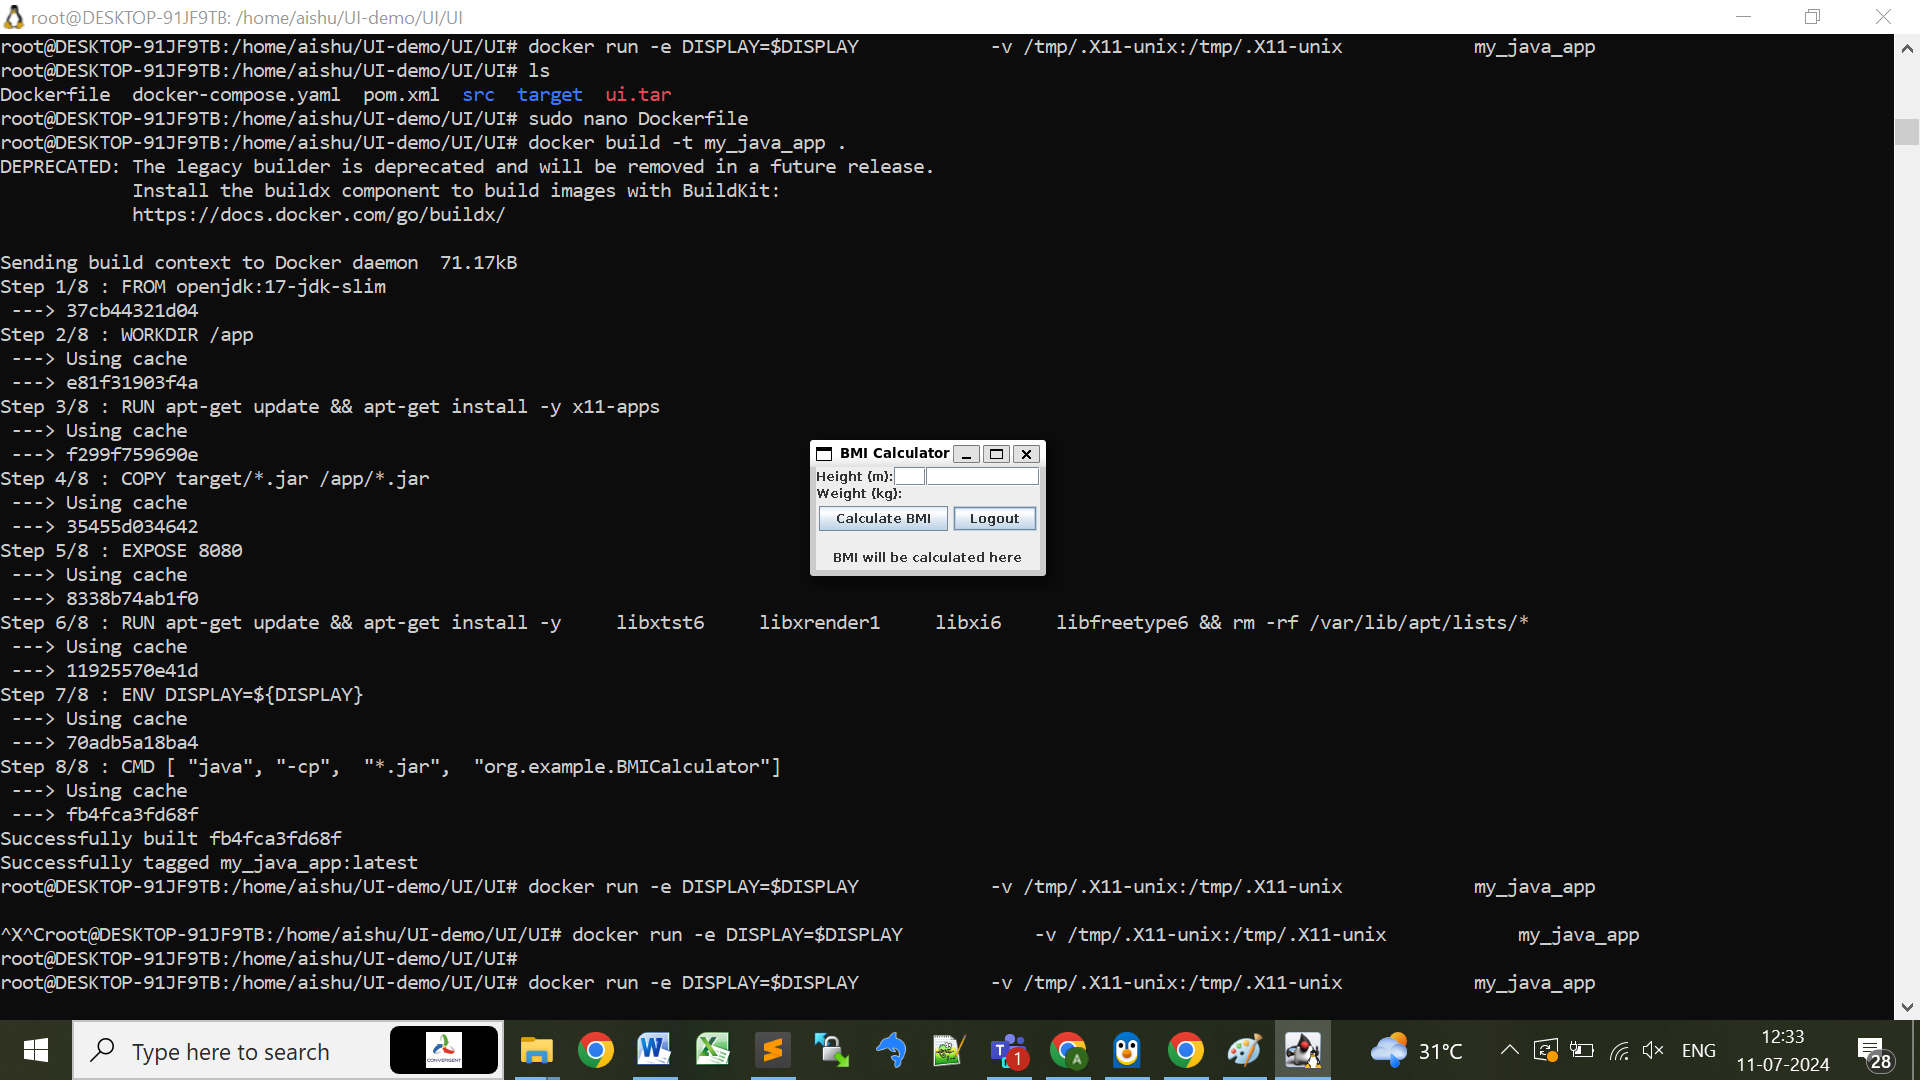 root@DESKTOP-91JF9TB: /home/aishu/UI-demo/UI/UI
root@DESKTOP-91JF9TB:/home/aishu/UI-demo/UI/UI# docker run -e DISPLAY=$DISPLAY            -v /tmp/.X11-unix:/tmp/.X11-unix            my_java_app
root@DESKTOP-91JF9TB:/home/aishu/UI-demo/UI/UI# ls
Dockerfile  docker-compose.yaml  pom.xml  src  target  ui.tar
root@DESKTOP-91JF9TB:/home/aishu/UI-demo/UI/UI# sudo nano Dockerfile
root@DESKTOP-91JF9TB:/home/aishu/UI-demo/UI/UI# docker build -t my_java_app .
DEPRECATED: The legacy builder is deprecated and will be removed in a future release.
            Install the buildx component to build images with BuildKit:
            https://docs.docker.com/go/buildx/
Sending build context to Docker daemon  71.17kB
Step 1/8 : FROM openjdk:17-jdk-slim
 ---> 37cb44321d04
Step 2/8 : WORKDIR /app
 ---> Using cache
 ---> e81f31903f4a
Step 3/8 : RUN apt-get update && apt-get install -y x11-apps
 ---> Using cache
 ---> f299f759690e
Step 4/8 : COPY target/*.jar /app/*.jar
 ---> Using cache
 ---> 35455d034642
Step 5/8 : EXPOSE 8080
 ---> Using cache
 ---> 8338b74ab1f0
Step 6/8 : RUN apt-get update && apt-get install -y     libxtst6     libxrender1     libxi6     libfreetype6 && rm -rf /var/lib/apt/lists/*
 ---> Using cache
 ---> 11925570e41d
Step 7/8 : ENV DISPLAY=${DISPLAY}
 ---> Using cache
 ---> 70adb5a18ba4
Step 8/8 : CMD [ "java", "-cp",  "*.jar",  "org.example.BMICalculator"]
 ---> Using cache
 ---> fb4fca3fd68f
Successfully built fb4fca3fd68f
Successfully tagged my_java_app:latest
root@DESKTOP-91JF9TB:/home/aishu/UI-demo/UI/UI# docker run -e DISPLAY=$DISPLAY            -v /tmp/.X11-unix:/tmp/.X11-unix            my_java_app
^X^Croot@DESKTOP-91JF9TB:/home/aishu/UI-demo/UI/UI# docker run -e DISPLAY=$DISPLAY            -v /tmp/.X11-unix:/tmp/.X11-unix            my_java_app
root@DESKTOP-91JF9TB:/home/aishu/UI-demo/UI/UI#
root@DESKTOP-91JF9TB:/home/aishu/UI-demo/UI/UI# docker run -e DISPLAY=$DISPLAY            -v /tmp/.X11-unix:/tmp/.X11-unix            my_java_app
BMI Calculator
Height (m):
Weight (kg):
Calculate BMI  Logout
BMI will be calculated here
Type here to search
CONVERGENT
1
A
31°C
ENG
12:33
11-07-2024
28